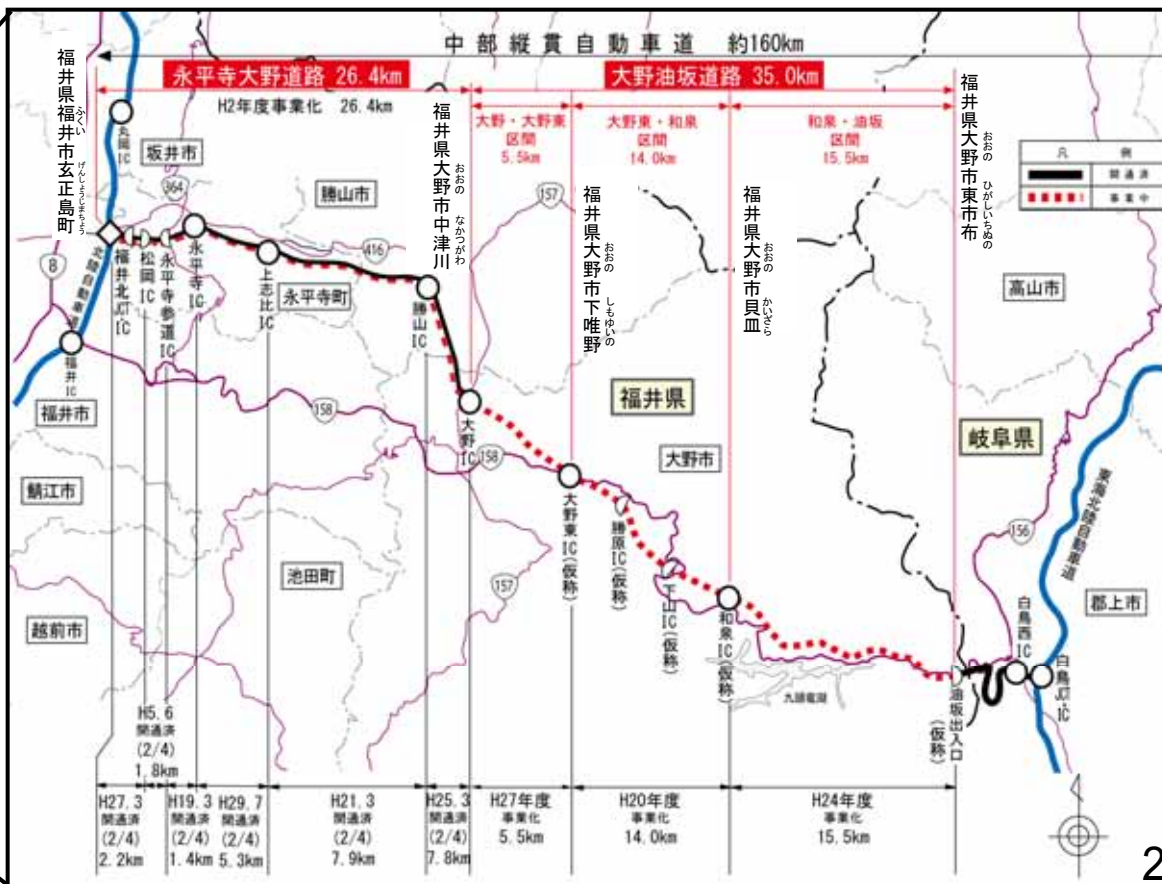 中部縦貫自動車道 約160km
永平寺大野道路 26.4km
大野油坂道路 35.0km
H2年度事業化 26.4km
大野・大野東
区間
5.5km
大野東・和泉
区間
14.0km
和泉・油坂
区間
15.5km
福井県福井市玄正島町
ふくい
げんしょうじまちょう
福井県大野市中津川
おおの
なかつがわ
福井県大野市下唯野
おおの
しもゆいの
福井県大野市貝皿
おおの
かいざら
福井県大野市東市布
おおの
ひがしいちぬの
凡例
開通済
事業中
丸岡IC
坂井市
364
勝山市
157
416
8
北陸自動車道
福井北JCT・IC
松岡IC
永平寺参道IC
永平寺IC
上志比IC
永平寺町
勝山IC
高山市
福井IC
福井市
158
大野IC
158
福井県
大野市
岐阜県
鯖江市
大野東IC(仮称)
勝原IC(仮称)
下山IC(仮称)
和泉IC(仮称)
東海北陸自動車道
156
池田町
157
越前市
郡上市
白鳥西IC
白鳥JCT・IC
九頭竜湖
油坂出入口
(仮称)
H5.6
開通済
(2/4)
1.8km
H27.3
開通済
(2/4)
2.2km
H19.3
開通済
(2/4)
1.4km
H29.7
開通済
(2/4)
5.3km
H21.3
開通済
(2/4)
7.9km
H25.3
開通済
(2/4)
7.8km
H27年度
事業化
5.5km
H20年度
事業化
14.0km
H24年度
事業化
15.5km
2